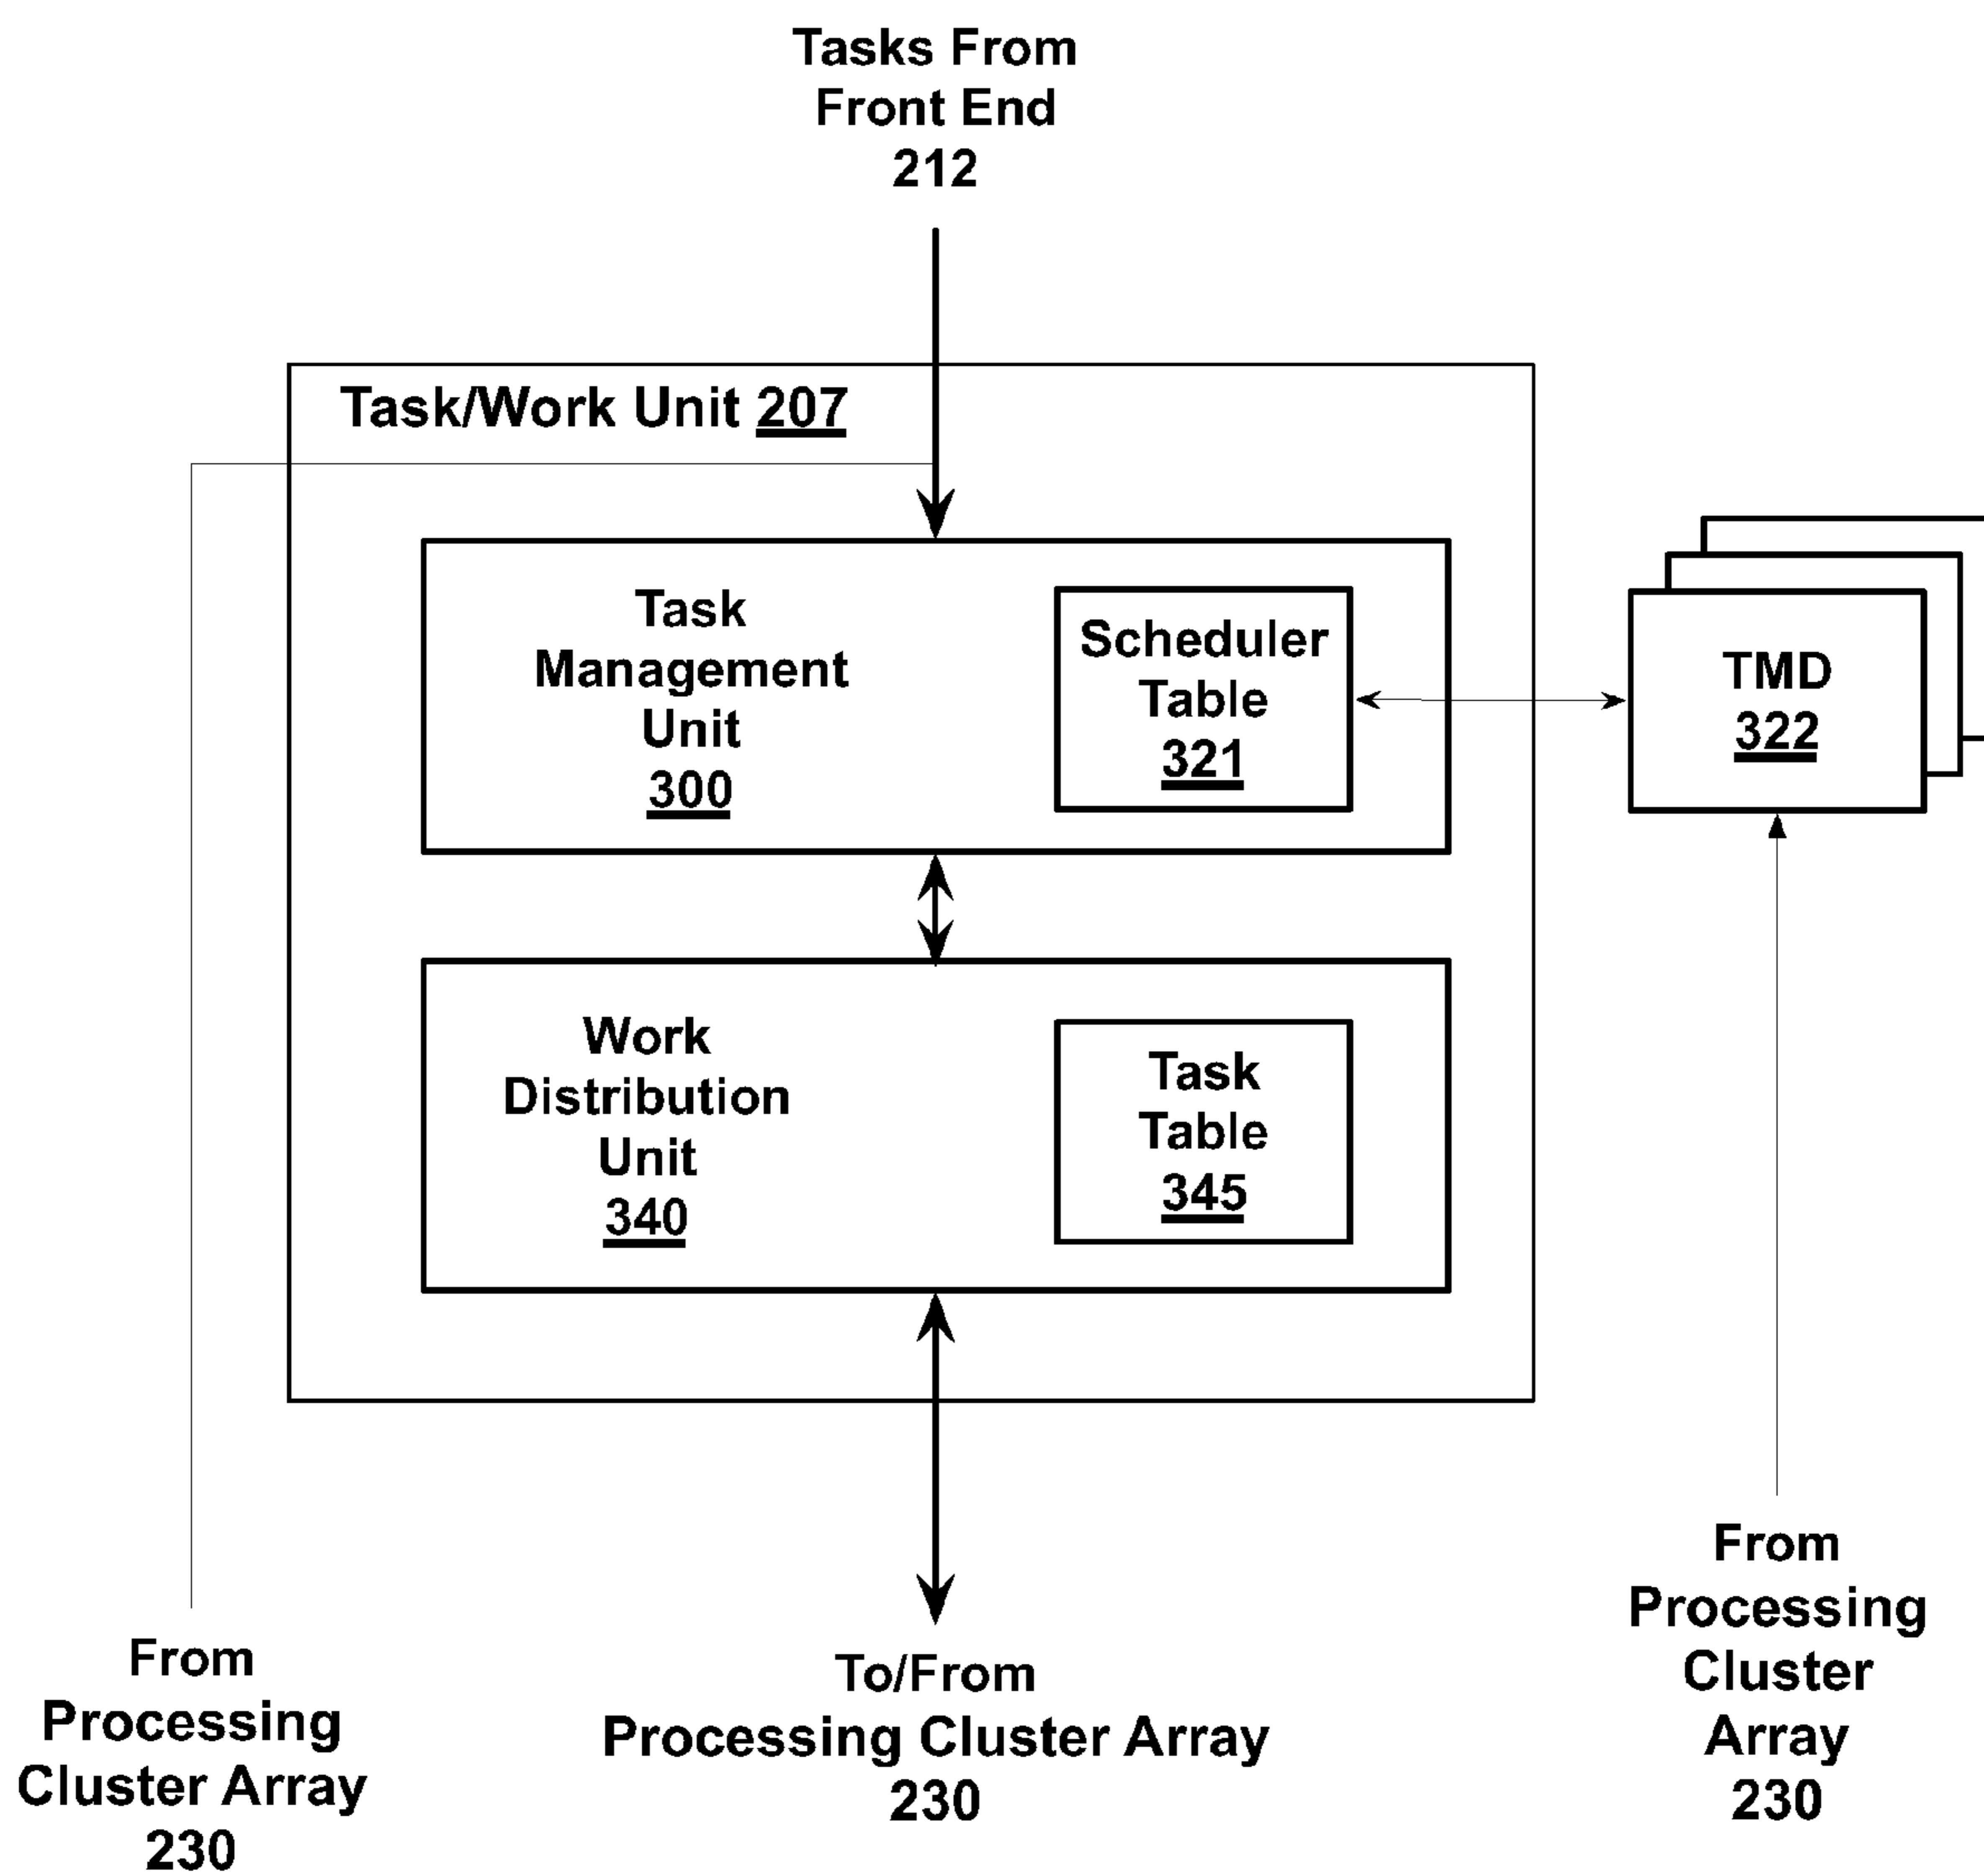 Tasks From
Front End
212
Task/Work Unit 207
Task
Management
Unit
300
Scheduler
Table
321
TMD
322
Work
Distribution
Unit
340
Task
Table
345
From
Processing
Cluster Array
230
To/From
Processing Cluster Array
230
From
Processing
Cluster
Array
230